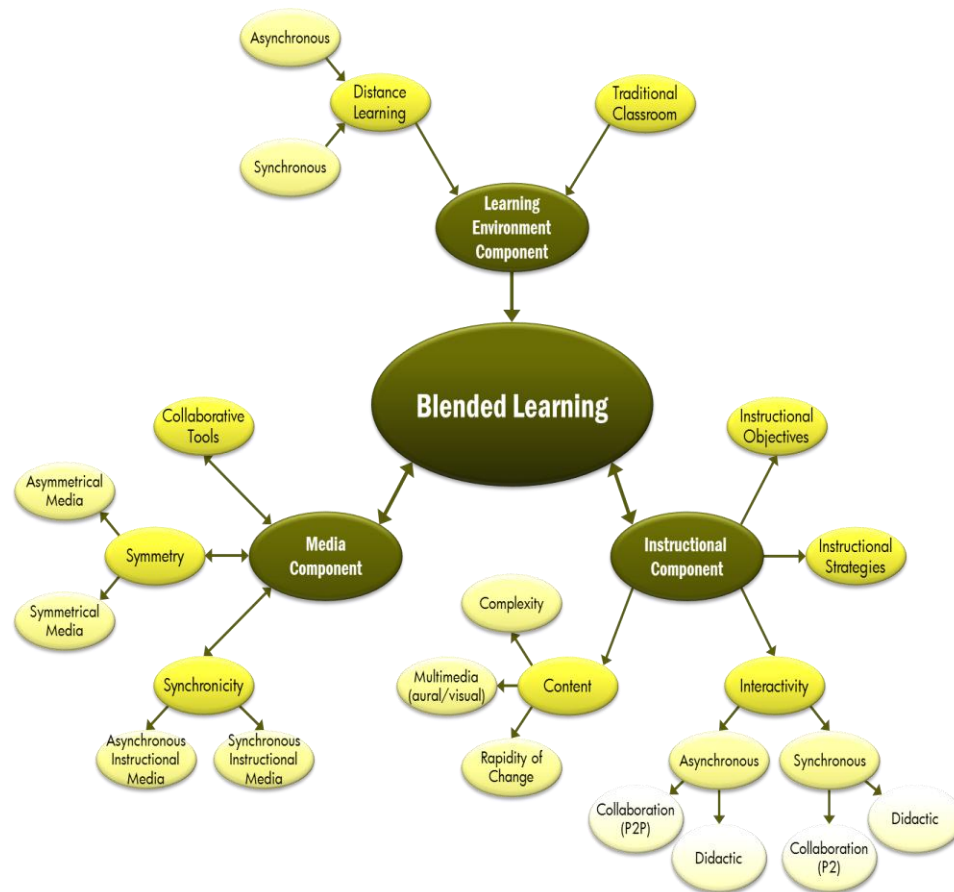 Asynchronous
Distance
Learning
Traditional
Classroom
Synchronous
Learning
Environment
Component
Blended Learning
Collaborative
Tools
Instructional
Objectives
Asymmetrical
Media
Symmetry
Media
Component
Instructional
Component
Instructional
Strategies
Symmetrical
Media
Complexity
Synchronicity
Multimedia
(aural/visual)
Content
Interactivity
Asynchronous
Instructional
Media
Synchronous
Instructional
Media
Rapidity of
Change
Asynchronous
Synchronous
Collaboration
(P2P)
Didactic
Collaboration
(P2)
Didactic